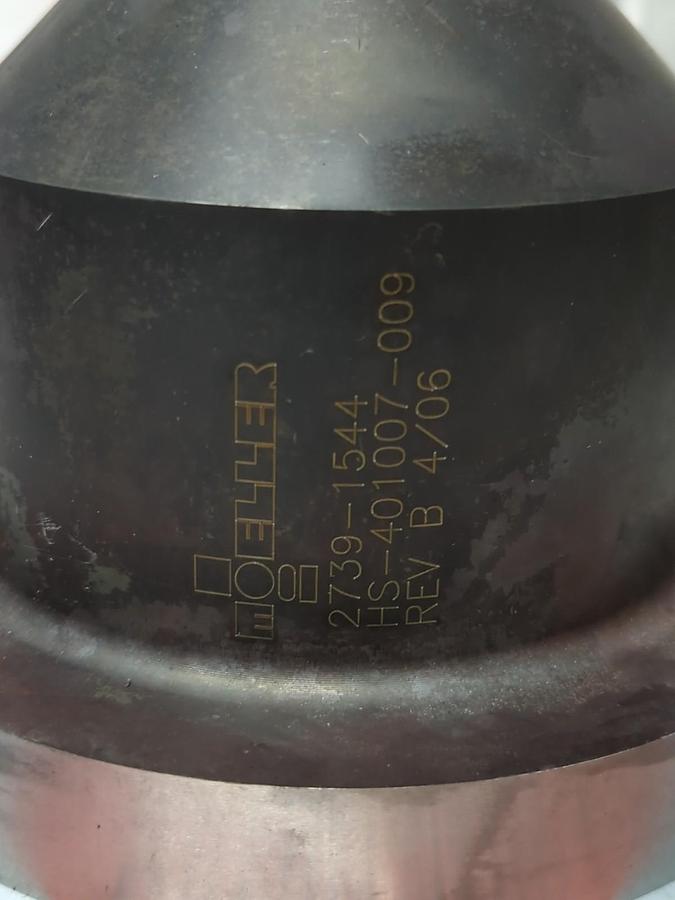 MOELLER
2739-1544
HS-401007-009
REV B 4/06